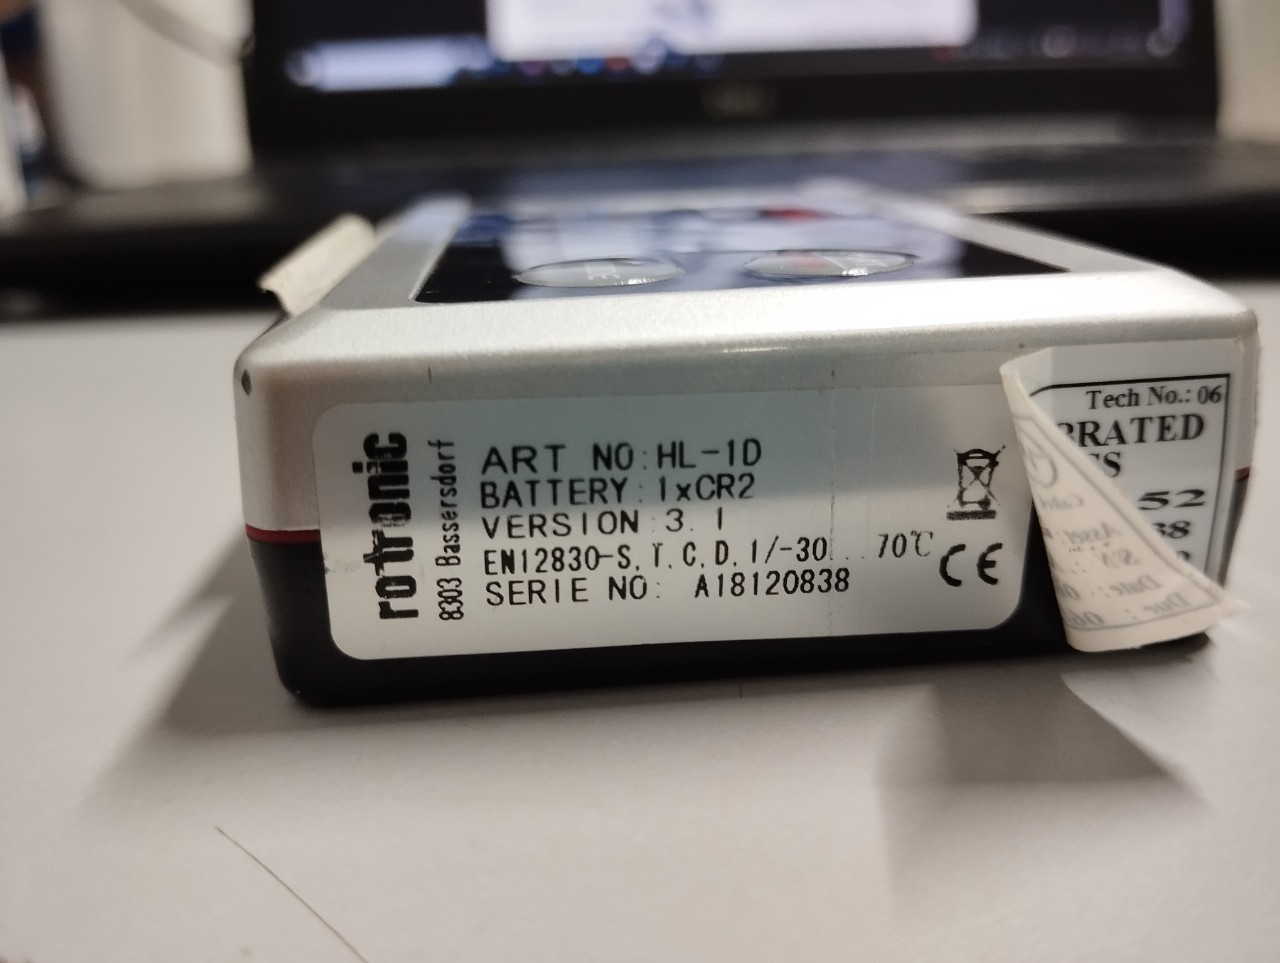 rotronic
8303 Bassersdorf
ART NO: HL-1D
BATTERY: 1xCR2
VERSION: 3.1
EN12830-S, T, C, D, 1/-30...70℃
SERIE NO: A18120838
CE
Tech No.: 06
BRATED
52
38